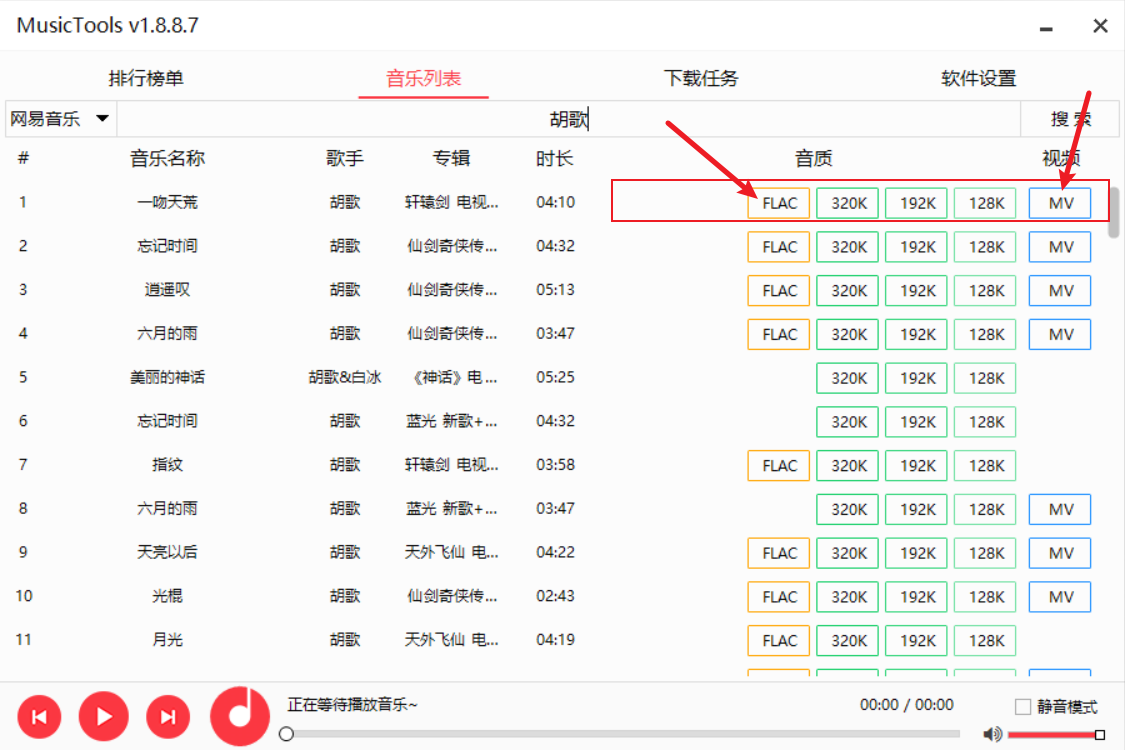 MusicTools v1.8.8.7
排行榜单 音乐列表 下载任务 软件设置
网易音乐 胡歌 搜 索
# 音乐名称 歌手 专辑 时长 音质 视频
1 一吻天荒 胡歌 轩辕剑 电视... 04:10 FLAC 320K 192K 128K MV
2 忘记时间 胡歌 仙剑奇侠传... 04:32 FLAC 320K 192K 128K MV
3 逍遥叹 胡歌 仙剑奇侠传... 05:13 FLAC 320K 192K 128K MV
4 六月的雨 胡歌 仙剑奇侠传... 03:47 FLAC 320K 192K 128K MV
5 美丽的神话 胡歌&白冰 《神话》电... 05:25 320K 192K 128K
6 忘记时间 胡歌 蓝光 新歌+... 04:32 320K 192K 128K
7 指纹 胡歌 轩辕剑 电视... 03:58 FLAC 320K 192K 128K
8 六月的雨 胡歌 蓝光 新歌+... 03:47 320K 192K 128K MV
9 天亮以后 胡歌 天外飞仙 电... 04:22 FLAC 320K 192K 128K MV
10 光棍 胡歌 仙剑奇侠传... 02:43 FLAC 320K 192K 128K MV
11 月光 胡歌 天外飞仙 电... 04:19 FLAC 320K 192K 128K
正在等待播放音乐~ 00:00 / 00:00 静音模式